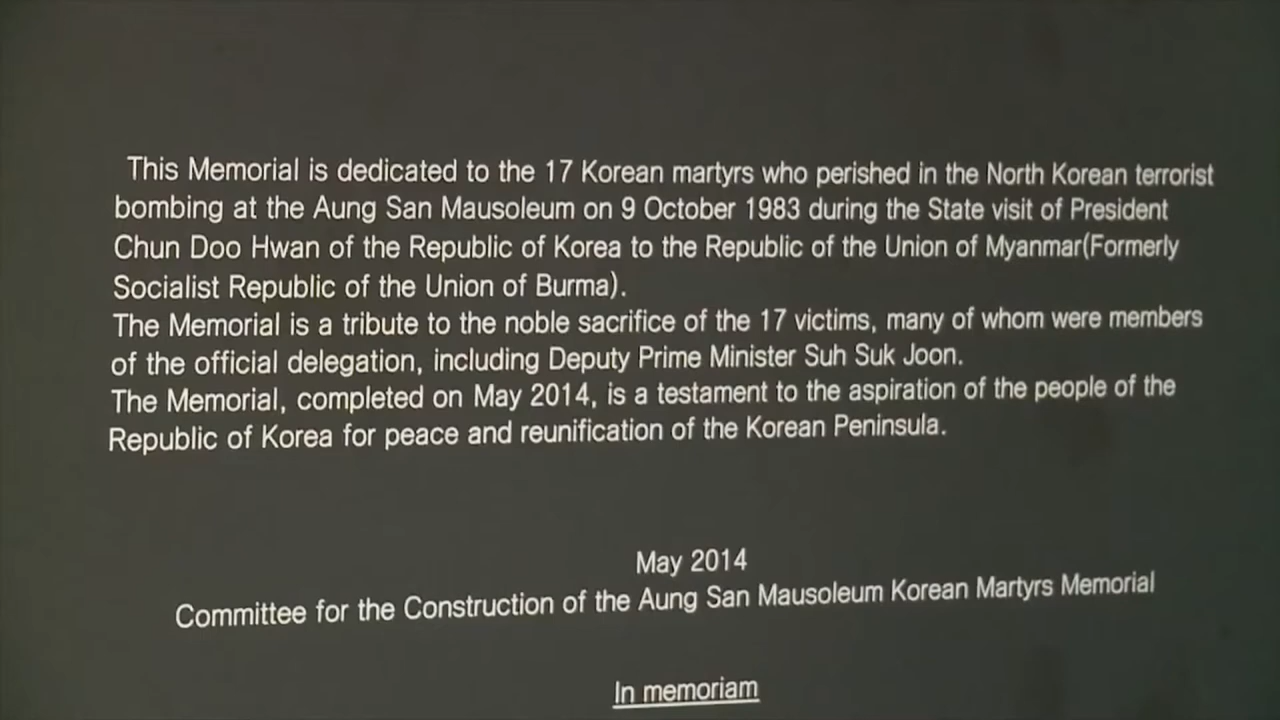 This Memorial is dedicated to the 17 Korean martyrs who perished in the North Korean terrorist
bombing at the Aung San Mausoleum on 9 October 1983 during the State visit of President
Chun Doo Hwan of the Republic of Korea to the Republic of the Union of Myanmar(Formerly
Socialist Republic of the Union of Burma).
The Memorial is a tribute to the noble sacrifice of the 17 victims, many of whom were members
of the official delegation, including Deputy Prime Minister Suh Suk Joon.
The Memorial, completed on May 2014, is a testament to the aspiration of the people of the
Republic of Korea for peace and reunification of the Korean Peninsula.
May 2014
Committee for the Construction of the Aung San Mausoleum Korean Martyrs Memorial
In memoriam